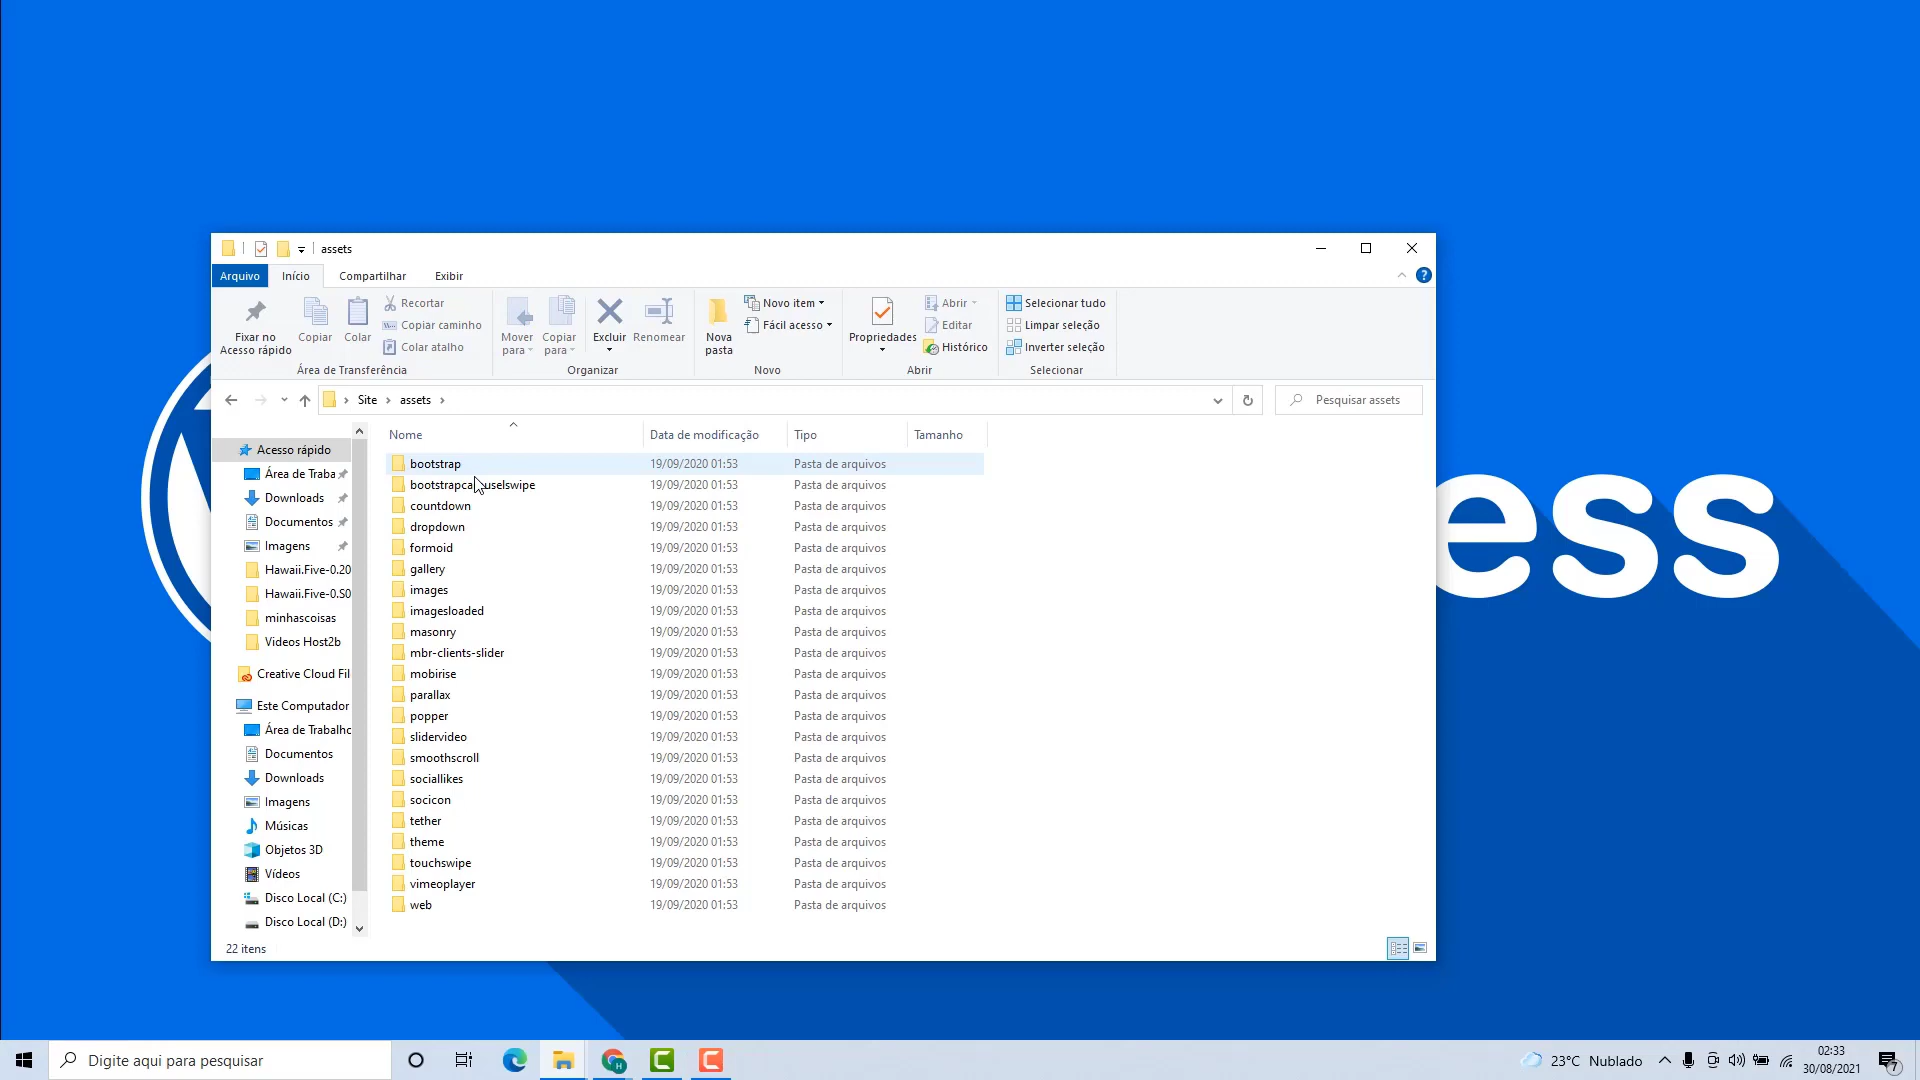 assets
Arquivo Início Compartilhar Exibir
Fixar no
Acesso rápido
Copiar
Colar
Recortar
Copiar caminho
Colar atalho
Área de Transferência
Mover
para
Copiar
para
Excluir
Renomear
Organizar
Nova
pasta
Novo item
Fácil acesso
Novo
Propriedades
Abrir
Editar
Histórico
Abrir
Selecionar tudo
Limpar seleção
Inverter seleção
Selecionar
Site assets
Pesquisar assets
Acesso rápido
Área de Traba
Downloads
Documentos
Imagens
Hawaii.Five-0.20
Hawaii.Five-0.S0
minhascoisas
Videos Host2b
Creative Cloud Fil
Este Computador
Área de Trabalho
Documentos
Downloads
Imagens
Músicas
Objetos 3D
Vídeos
Disco Local (C:)
Disco Local (D:)
Nome Data de modificação Tipo Tamanho
bootstrap 19/09/2020 01:53 Pasta de arquivos
bootstrapcarouselswipe 19/09/2020 01:53 Pasta de arquivos
countdown 19/09/2020 01:53 Pasta de arquivos
dropdown 19/09/2020 01:53 Pasta de arquivos
formoid 19/09/2020 01:53 Pasta de arquivos
gallery 19/09/2020 01:53 Pasta de arquivos
images 19/09/2020 01:53 Pasta de arquivos
imagesloaded 19/09/2020 01:53 Pasta de arquivos
masonry 19/09/2020 01:53 Pasta de arquivos
mbr-clients-slider 19/09/2020 01:53 Pasta de arquivos
mobirise 19/09/2020 01:53 Pasta de arquivos
parallax 19/09/2020 01:53 Pasta de arquivos
popper 19/09/2020 01:53 Pasta de arquivos
slidervideo 19/09/2020 01:53 Pasta de arquivos
smoothscroll 19/09/2020 01:53 Pasta de arquivos
sociallikes 19/09/2020 01:53 Pasta de arquivos
socicon 19/09/2020 01:53 Pasta de arquivos
tether 19/09/2020 01:53 Pasta de arquivos
theme 19/09/2020 01:53 Pasta de arquivos
touchswipe 19/09/2020 01:53 Pasta de arquivos
vimeoplayer 19/09/2020 01:53 Pasta de arquivos
web 19/09/2020 01:53 Pasta de arquivos
22 itens
ess
Digite aqui para pesquisar
23°C Nublado
02:33
30/08/2021
7